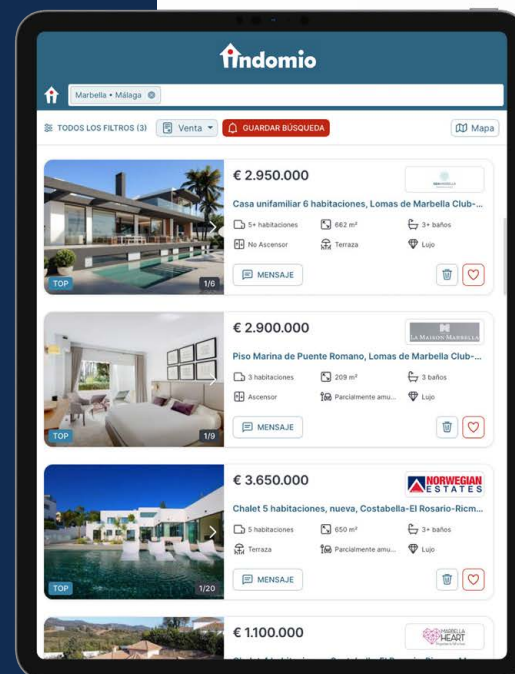 indomio
Marbella • Málaga
TODOS LOS FILTROS (3)
Venta
GUARDAR BÚSQUEDA
Mapa
€ 2.950.000
Casa unifamiliar 6 habitaciones, Lomas de Marbella Club-...
5+ habitaciones
662 m²
3+ baños
No Ascensor
Terraza
Lujo
TOP
1/6
MENSAJE
€ 2.900.000
LA MAISON MARBELLA
Piso Marina de Puente Romano, Lomas de Marbella Club-...
3 habitaciones
209 m²
3 baños
Ascensor
Parcialmente amu...
Lujo
TOP
1/9
MENSAJE
€ 3.650.000
NORWEGIAN
ESTATES
Chalet 5 habitaciones, nueva, Costabella-El Rosario-Ricm...
5 habitaciones
650 m²
3+ baños
Terraza
Parcialmente amu...
Lujo
TOP
1/20
MENSAJE
€ 1.100.000
MARBELLA
HEART